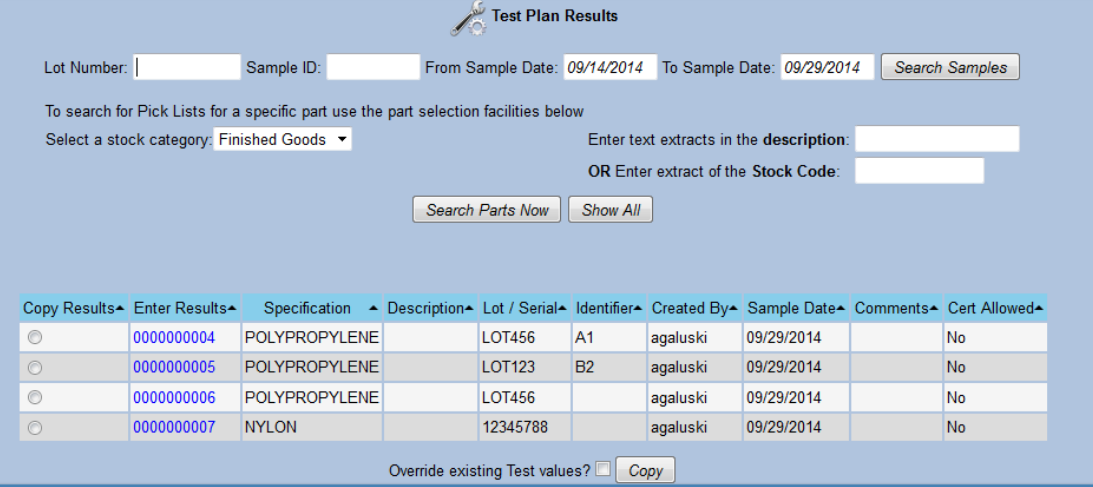 Test Plan Results
Lot Number: Sample ID: From Sample Date: 09/14/2014 To Sample Date: 09/29/2014 Search Samples
To search for Pick Lists for a specific part use the part selection facilities below
Select a stock category: Finished Goods Enter text extracts in the description:
OR Enter extract of the Stock Code:
Search Parts Now Show All
Copy Results Enter Results Specification Description Lot / Serial Identifier Created By Sample Date Comments Cert Allowed
0000000004 POLYPROPYLENE LOT456 A1 agaluski 09/29/2014 No
0000000005 POLYPROPYLENE LOT123 B2 agaluski 09/29/2014 No
0000000006 POLYPROPYLENE LOT456 agaluski 09/29/2014 No
0000000007 NYLON 12345788 agaluski 09/29/2014 No
Override existing Test values? Copy